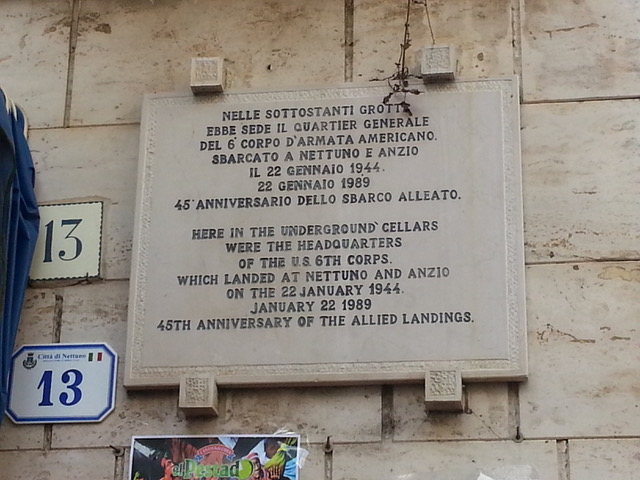 NELLE SOTTOSTANTI GROTTE
EBBE SEDE IL QUARTIER GENERALE
DEL 6° CORPO D'ARMATA AMERICANO.
SBARCATO A NETTUNO E ANZIO
IL 22 GENNAIO 1944.
22 GENNAIO 1989
45° ANNIVERSARIO DELLO SBARCO ALLEATO.
HERE IN THE UNDERGROUND CELLARS
WERE THE HEADQUARTERS
OF THE U.S. 6TH CORPS.
WHICH LANDED AT NETTUNO AND ANZIO
ON THE 22 JANUARY 1944.
JANUARY 22 1989
45TH ANNIVERSARY OF THE ALLIED LANDINGS.
13
Città di Nettuno
13
el Pescado